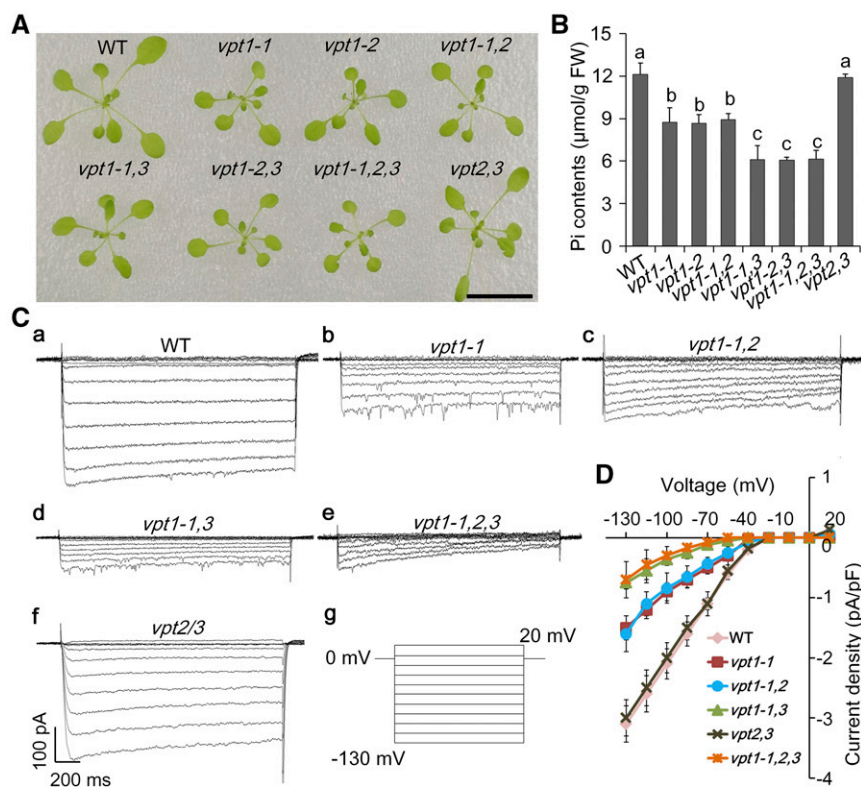 A
WT
vpt1-1
vpt1-2
vpt1-1,2
vpt1-1,3
vpt1-2,3
vpt1-1,2,3
vpt2,3
B
Pi contents (µmol/g FW)
15
12
9
6
3
0
a
b
b
b
c
c
c
a
WT
vpt1-1
vpt1-2
vpt1-1,2
vpt1-1,3
vpt1-2,3
vpt1-1,2,3
vpt2,3
C
a
WT
b
vpt1-1
c
vpt1-1,2
d
vpt1-1,3
e
vpt1-1,2,3
f
vpt2/3
100 pA
200 ms
g
0 mV
20 mV
-130 mV
D
Voltage (mV)
-130
-100
-70
-40
-10
20
1
0
-1
-2
-3
-4
Current density (pA/pF)
WT
vpt1-1
vpt1-1,2
vpt1-1,3
vpt2,3
vpt1-1,2,3